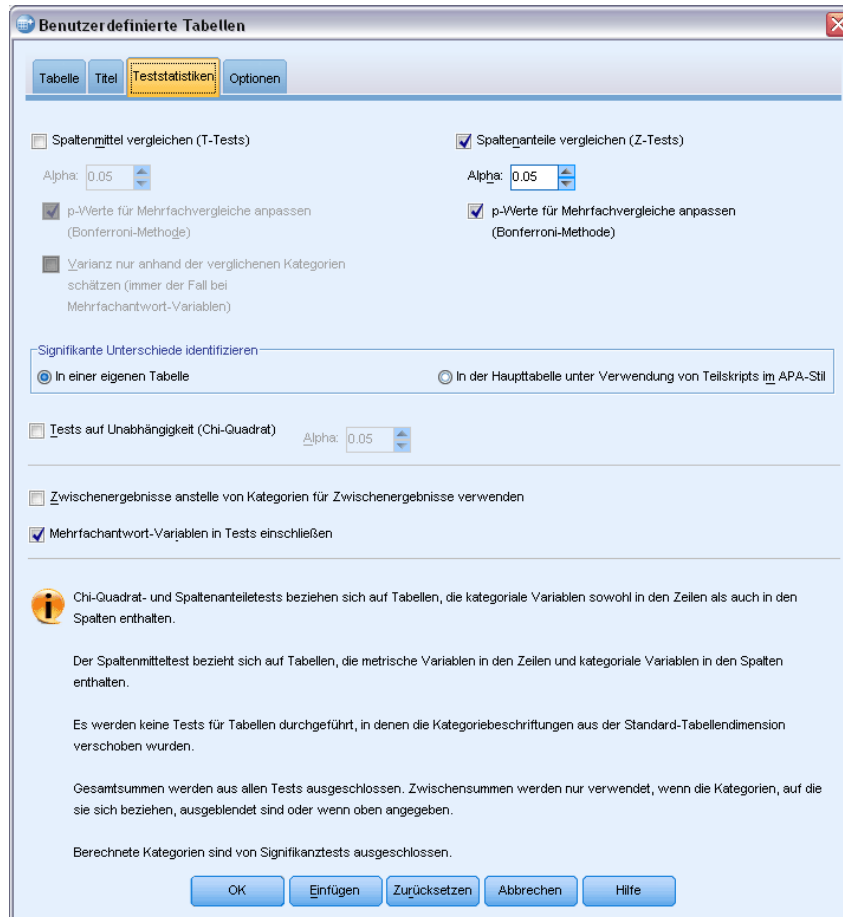 Benutzerdefinierte Tabellen
Tabelle Titel Teststatistiken Optionen
Spaltenmittel vergleichen (T-Tests)
Alpha: 0.05
p-Werte für Mehrfachvergleiche anpassen
(Bonferroni-Methode)
Varianz nur anhand der verglichenen Kategorien
schätzen (immer der Fall bei
Mehrfachantwort-Variablen)
Spaltenanteile vergleichen (Z-Tests)
Alpha: 0.05
p-Werte für Mehrfachvergleiche anpassen
(Bonferroni-Methode)
Signifikante Unterschiede identifizieren
In einer eigenen Tabelle
In der Haupttabelle unter Verwendung von Teilskripts im APA-Stil
Tests auf Unabhängigkeit (Chi-Quadrat)
Alpha: 0.05
Zwischenergebnisse anstelle von Kategorien für Zwischenergebnisse verwenden
Mehrfachantwort-Variablen in Tests einschließen
Chi-Quadrat- und Spaltenanteiletests beziehen sich auf Tabellen, die kategoriale Variablen sowohl in den Zeilen als auch in den
Spalten enthalten.
Der Spaltenmitteltest bezieht sich auf Tabellen, die metrische Variablen in den Zeilen und kategoriale Variablen in den Spalten
enthalten.
Es werden keine Tests für Tabellen durchgeführt, in denen die Kategoriebeschriftungen aus der Standard-Tabellendimension
verschoben wurden.
Gesamtsummen werden aus allen Tests ausgeschlossen. Zwischensummen werden nur verwendet, wenn die Kategorien, auf die
sie sich beziehen, ausgeblendet sind oder wenn oben angegeben.
Berechnete Kategorien sind von Signifikanztests ausgeschlossen.
OK Einfügen Zurücksetzen Abbrechen Hilfe